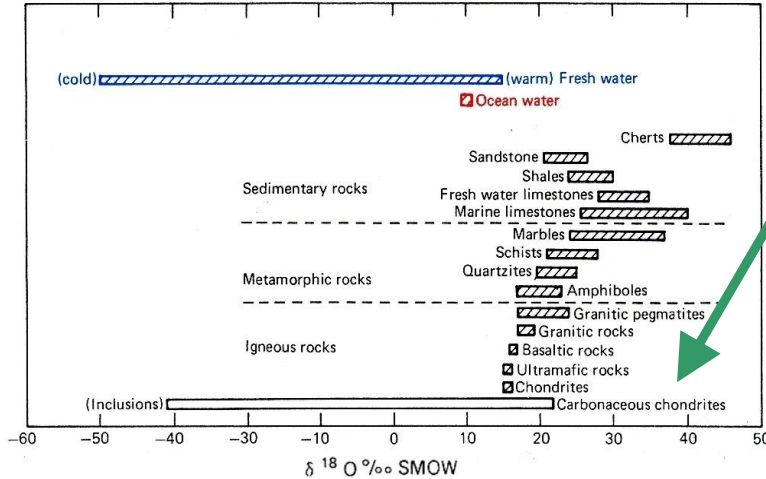 (cold) (warm) Fresh water
Ocean water
Cherts
Sandstone
Shales
Sedimentary rocks
Fresh water limestones
Marine limestones
Marbles
Schists
Quartzites
Metamorphic rocks
Amphiboles
Granitic pegmatites
Granitic rocks
Igneous rocks
Basaltic rocks
Ultramafic rocks
Chondrites
(Inclusions) Carbonaceous chondrites
−60 −50 −40 −30 −20 −10 0 10 20 30 40 50
δ ¹⁸ O ‰ SMOW